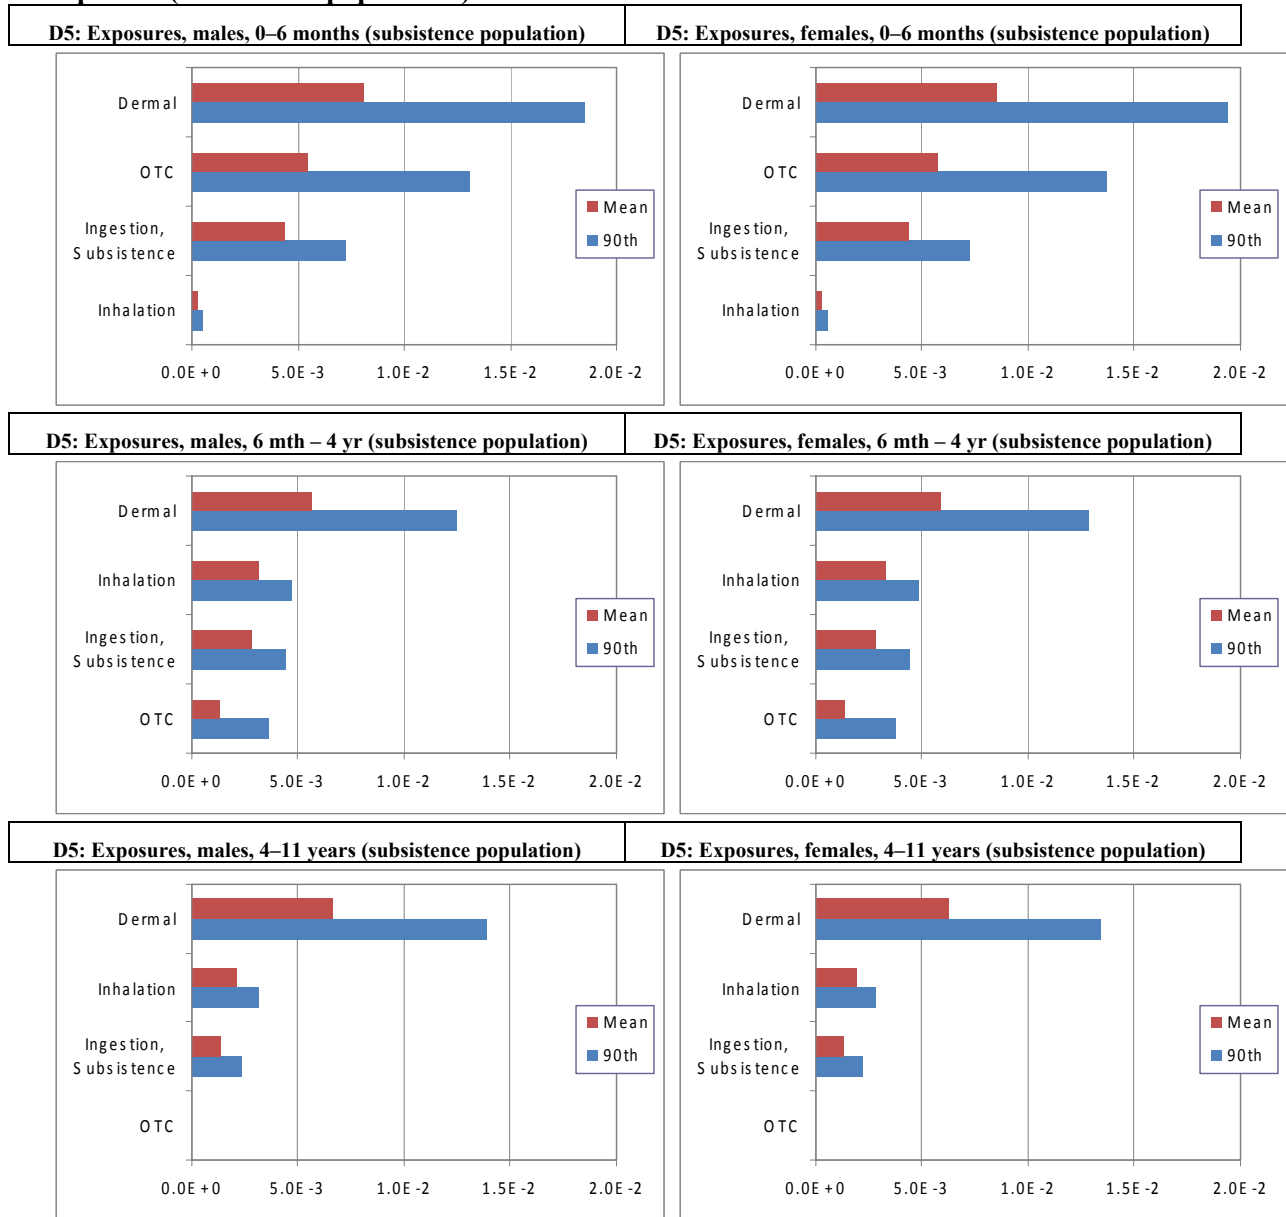 D5: Exposures, males, 0–6 months (subsistence population)
D5: Exposures, females, 0–6 months (subsistence population)
Dermal
OTC
Ingestion,
Subsistence
Inhalation
Mean
90th
0.0E+0 5.0E-3 1.0E-2 1.5E-2 2.0E-2
Dermal
OTC
Ingestion,
Subsistence
Inhalation
Mean
90th
0.0E+0 5.0E-3 1.0E-2 1.5E-2 2.0E-2
D5: Exposures, males, 6 mth – 4 yr (subsistence population)
D5: Exposures, females, 6 mth – 4 yr (subsistence population)
Dermal
Inhalation
Ingestion,
Subsistence
OTC
Mean
90th
0.0E+0 5.0E-3 1.0E-2 1.5E-2 2.0E-2
Dermal
Inhalation
Ingestion,
Subsistence
OTC
Mean
90th
0.0E+0 5.0E-3 1.0E-2 1.5E-2 2.0E-2
D5: Exposures, males, 4–11 years (subsistence population)
D5: Exposures, females, 4–11 years (subsistence population)
Dermal
Inhalation
Ingestion,
Subsistence
OTC
Mean
90th
0.0E+0 5.0E-3 1.0E-2 1.5E-2 2.0E-2
Dermal
Inhalation
Ingestion,
Subsistence
OTC
Mean
90th
0.0E+0 5.0E-3 1.0E-2 1.5E-2 2.0E-2